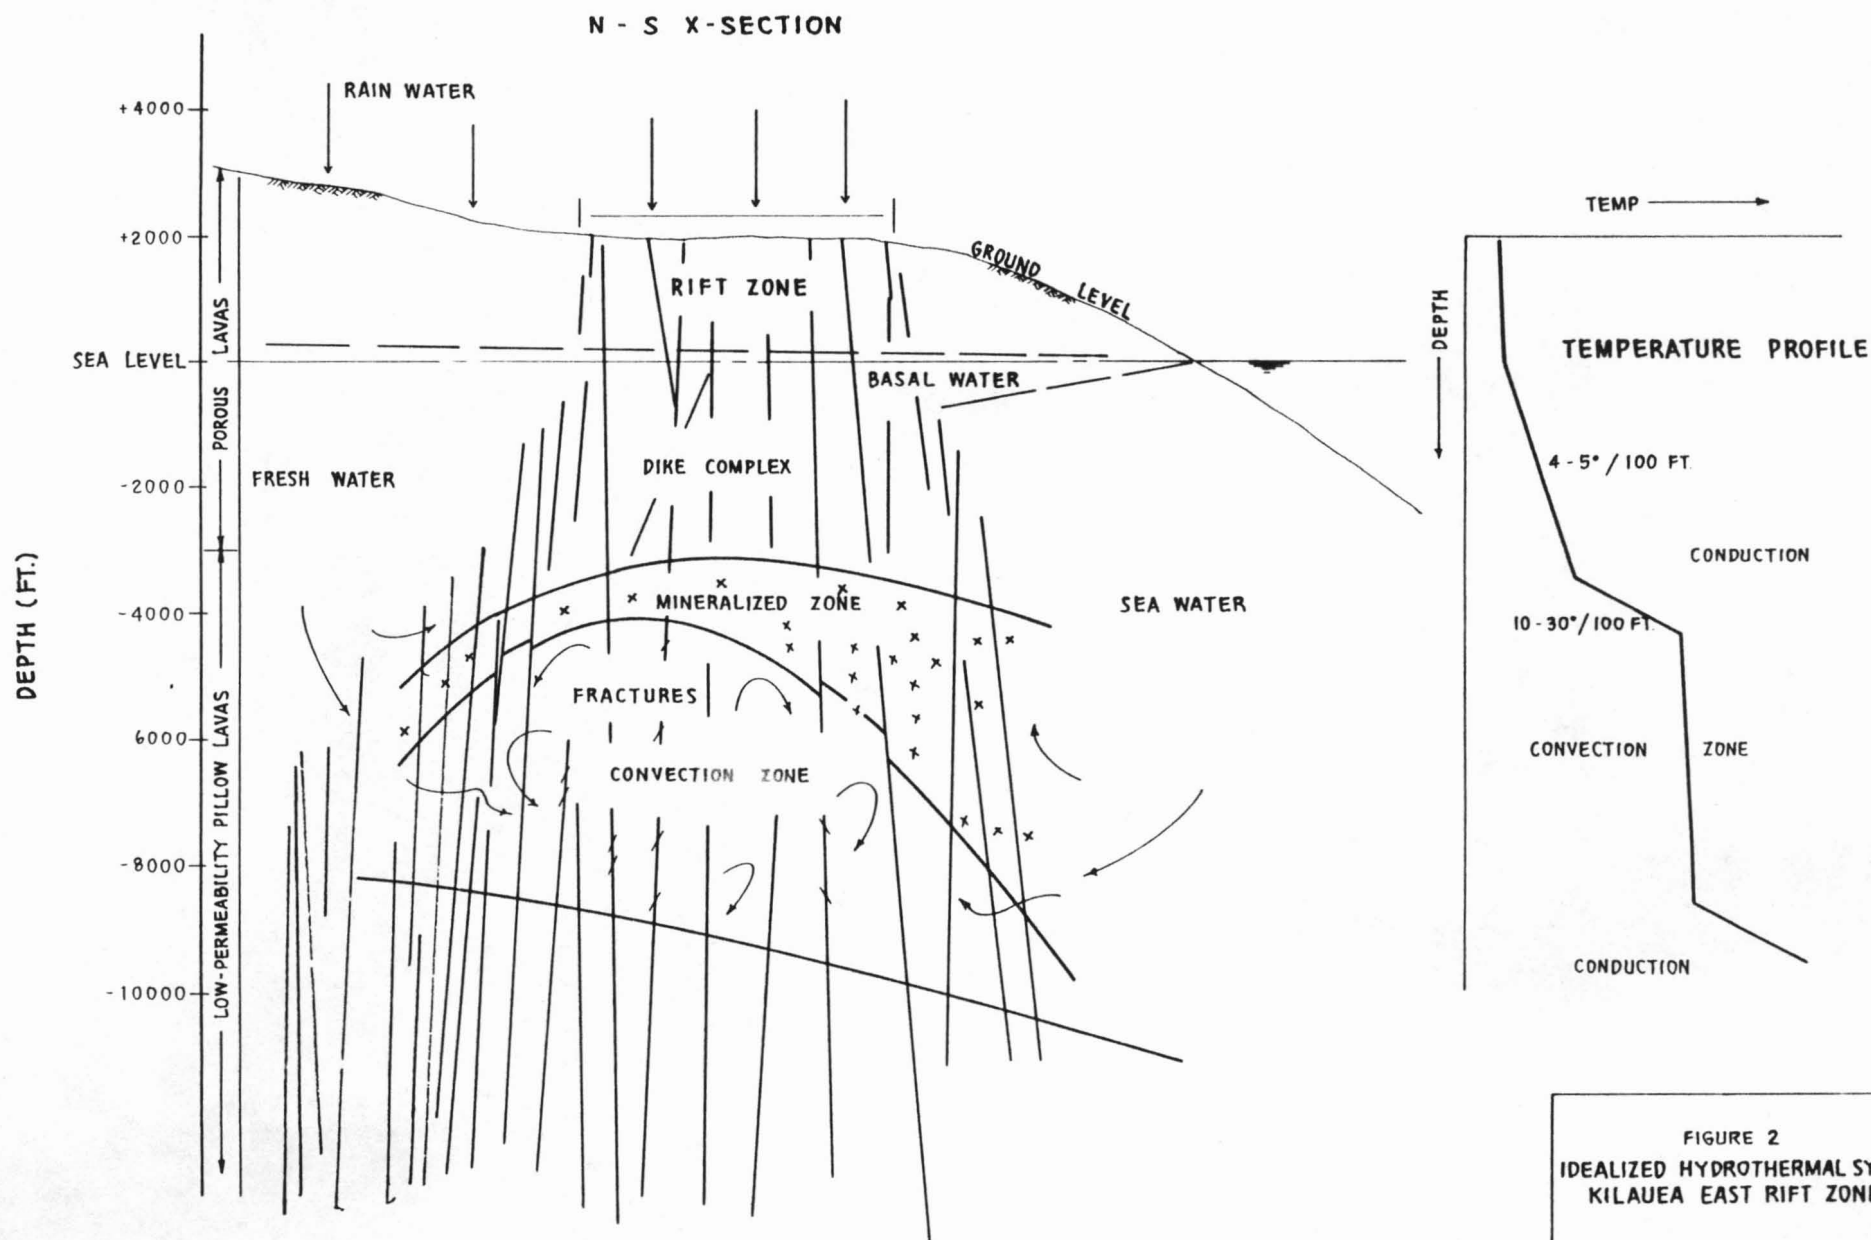 N - S X-SECTION
RAIN WATER
+4000
+2000
SEA LEVEL
-2000
-4000
6000
-8000
-10000
DEPTH (FT.)
POROUS LAVAS
LOW-PERMEABILITY PILLOW LAVAS
RIFT ZONE
GROUND LEVEL
BASAL WATER
FRESH WATER
DIKE COMPLEX
MINERALIZED ZONE
SEA WATER
FRACTURES
CONVECTION ZONE
TEMP
DEPTH
TEMPERATURE PROFILE
4-5°/100 FT.
CONDUCTION
10-30°/100 FT.
CONVECTION ZONE
CONDUCTION
FIGURE 2
IDEALIZED HYDROTHERMAL SY
KILAUEA EAST RIFT ZONE